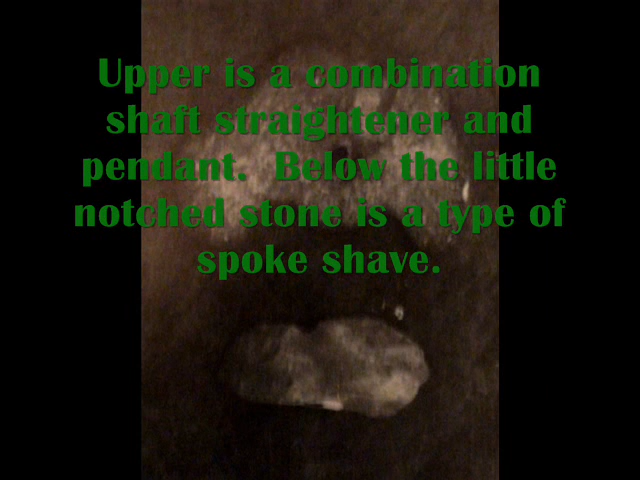 Upper is a combination
shaft straightener and
pendant.  Below the little
notched stone is a type of
spoke shave.